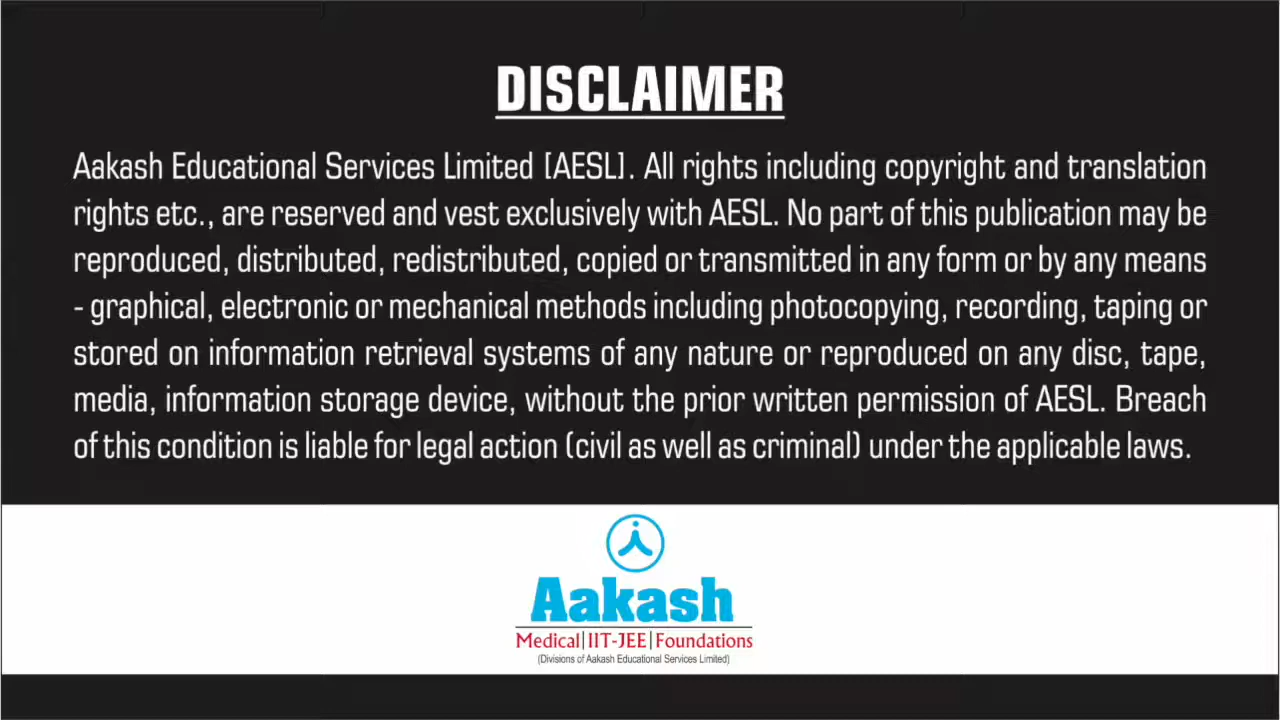 DISCLAIMER
Aakash Educational Services Limited [AESL]. All rights including copyright and translation
rights etc., are reserved and vest exclusively with AESL. No part of this publication may be
reproduced, distributed, redistributed, copied or transmitted in any form or by any means
- graphical, electronic or mechanical methods including photocopying, recording, taping or
stored on information retrieval systems of any nature or reproduced on any disc, tape,
media, information storage device, without the prior written permission of AESL. Breach
of this condition is liable for legal action (civil as well as criminal) under the applicable laws.
Aakash
Medical|IIT-JEE|Foundations
(Divisions of Aakash Educational Services Limited)